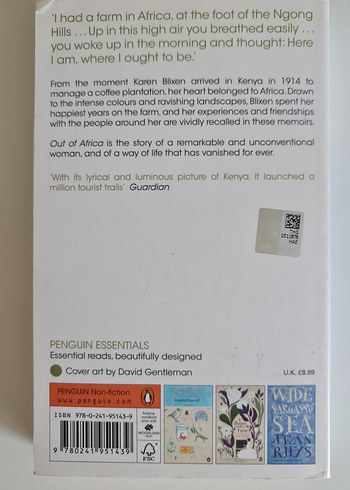 'I had a farm in Africa, at the foot of the Ngong
Hills ... Up in this high air you breathed easily ...
you woke up in the morning and thought: Here
I am, where I ought to be.'
From the moment Karen Blixen arrived in Kenya in 1914 to
manage a coffee plantation, her heart belonged to Africa. Drawn
to the intense colours and ravishing landscapes, Blixen spent her
happiest years on the farm, and her experiences and friendships
with the people around her are vividly recalled in these memoirs.
Out of Africa is the story of a remarkable and unconventional
woman, and of a way of life that has vanished for ever.
'With its lyrical and luminous picture of Kenya, it launched a
million tourist trails' Guardian
PENGUIN ESSENTIALS
Essential reads, beautifully designed
Cover art by David Gentleman
U.K. £8.99
PENGUIN Non-fiction
www.penguin.com
ISBN 978-0-241-95143-9
9 780241 951439
FSC
WIDE
SARGASSO
SEA
JEAN
RHYS